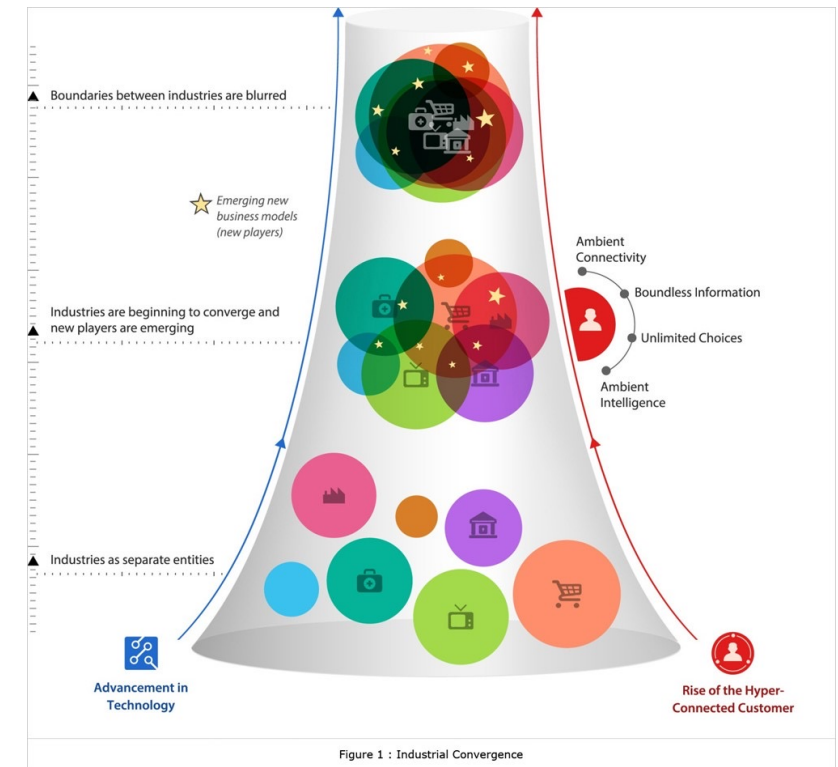 Boundaries between industries are blurred
Emerging new
business models
(new players)
Ambient
Connectivity
Boundless Information
Industries are beginning to converge and
new players are emerging
Unlimited Choices
Ambient
Intelligence
Industries as separate entities
Advancement in
Technology
Rise of the Hyper-
Connected Customer
Figure 1 : Industrial Convergence